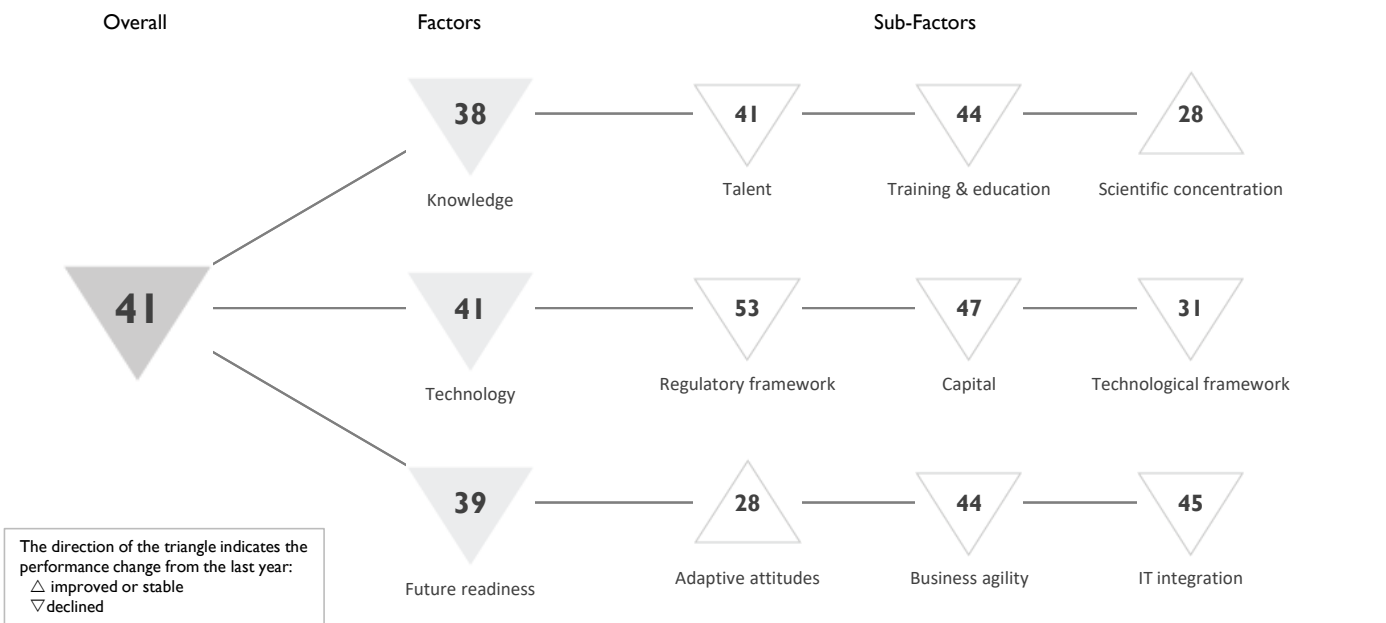 Overall
Factors
Sub-Factors
38
41
44
28
Knowledge
Talent
Training & education
Scientific concentration
41
41
53
47
31
Technology
Regulatory framework
Capital
Technological framework
39
28
44
45
Future readiness
Adaptive attitudes
Business agility
IT integration
The direction of the triangle indicates the
performance change from the last year:
△ improved or stable
▽ declined